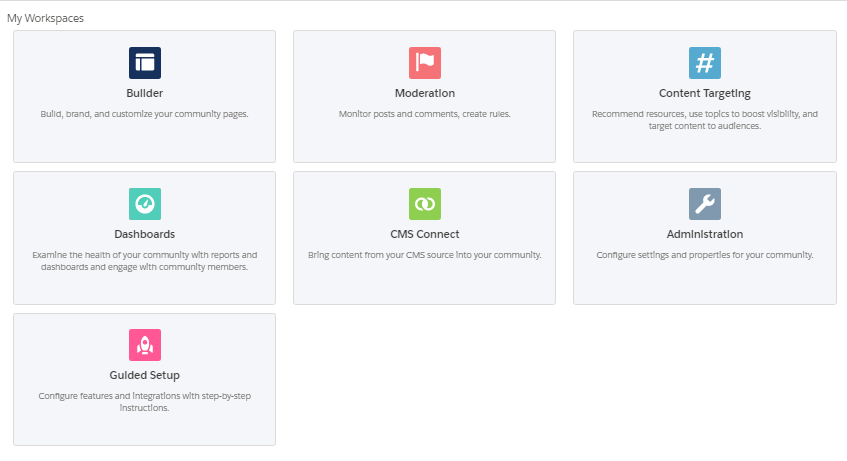 My Workspaces
Builder
Build, brand, and customize your community pages.
Moderation
Monitor posts and comments, create rules.
Content Targeting
Recommend resources, use topics to boost visibility, and
target content to audiences.
Dashboards
Examine the health of your community with reports and
dashboards and engage with community members.
CMS Connect
Bring content from your CMS source into your community.
Administration
Configure settings and properties for your community.
Guided Setup
Configure features and integrations with step-by-step
instructions.